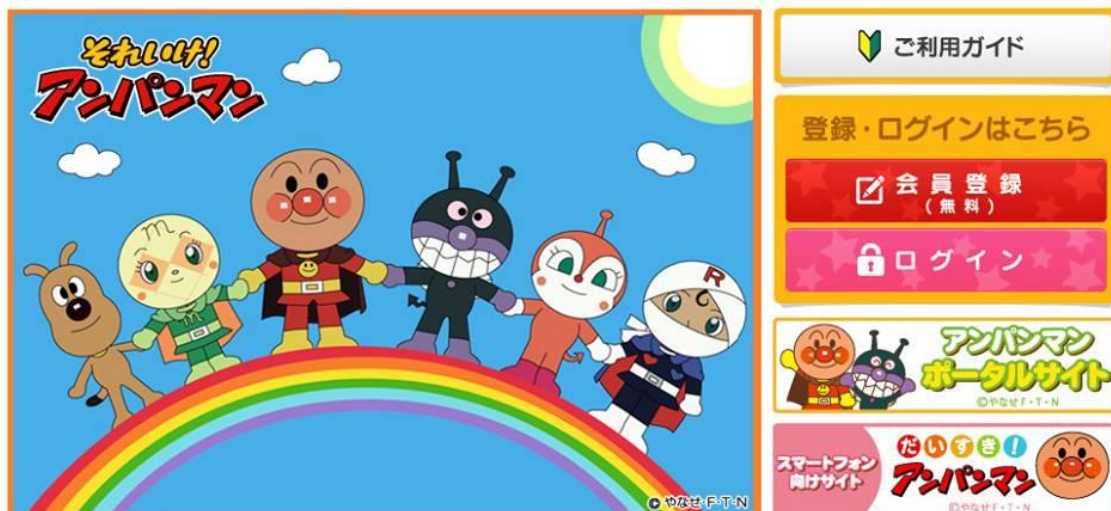 それいけ!
アンパンマン
© やなせ・F・T・N
ご利用ガイド
登録・ログインはこちら
会員登録
(無料)
ログイン
アンパンマン
ポータルサイト
©やなせF・T・N
スマートフォン
向けサイト
だいすき!
アンパンマン
©やなせF・T・N
R